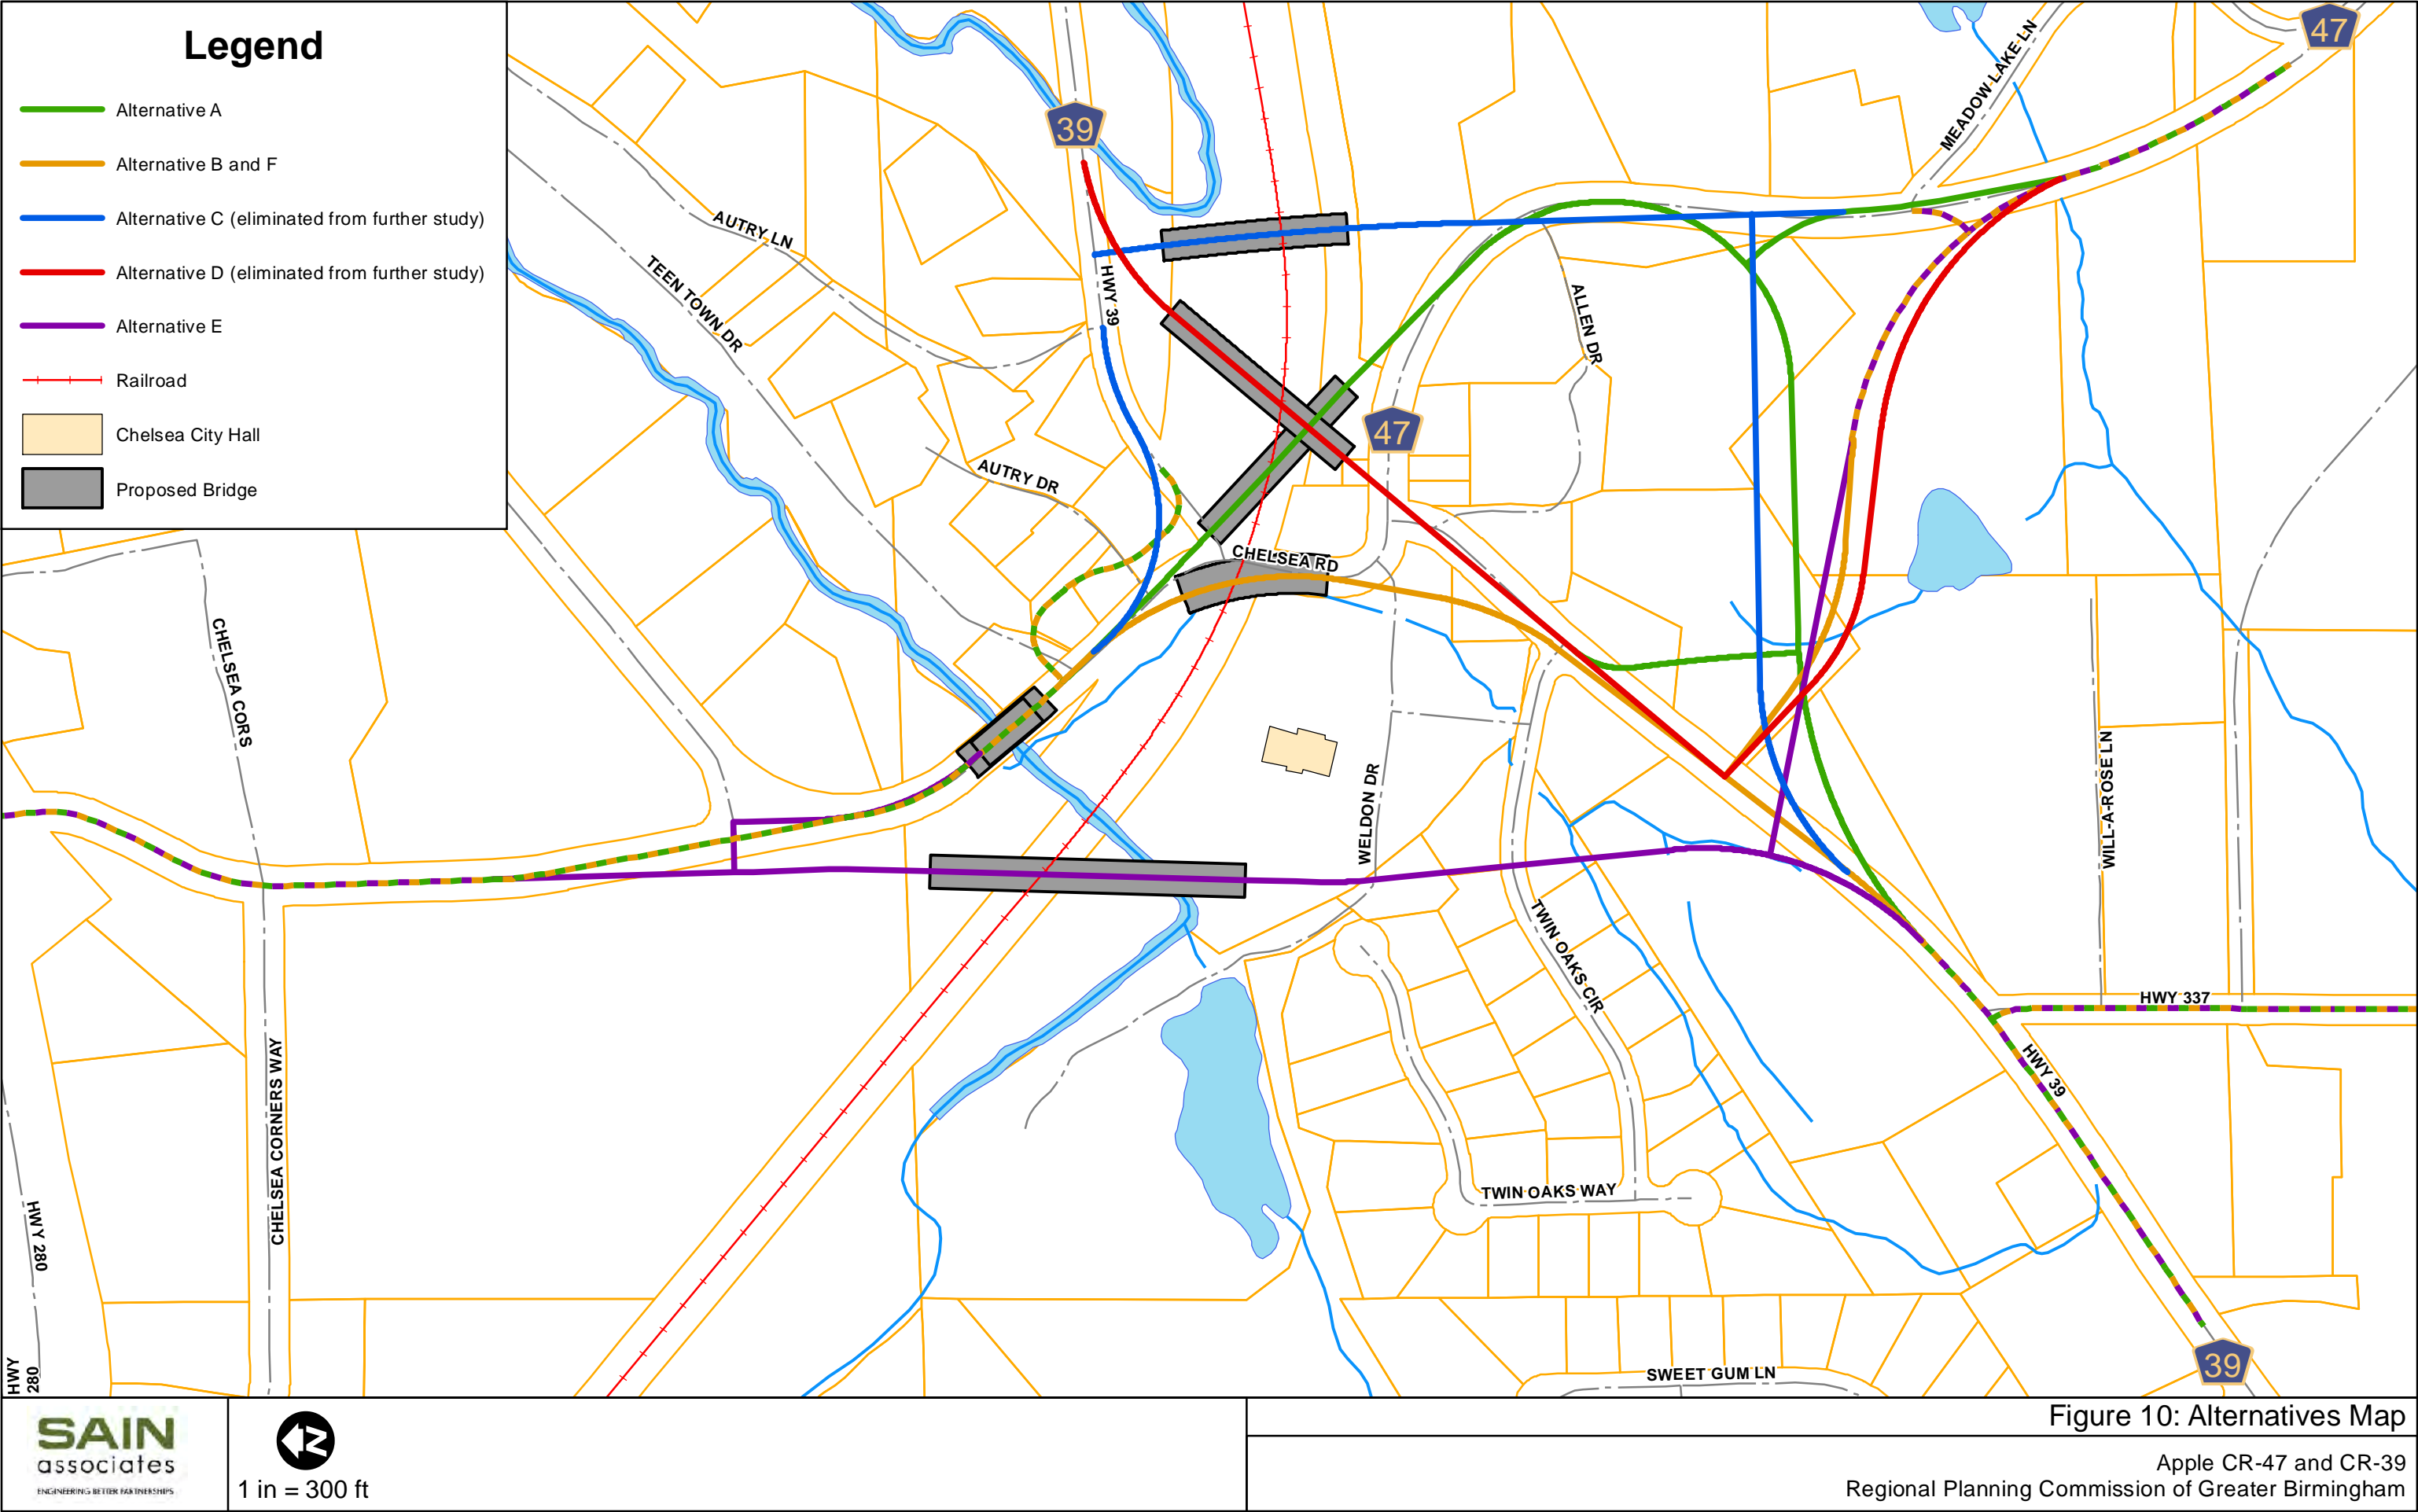 Legend
Alternative A
Alternative B and F
Alternative C (eliminated from further study)
Alternative D (eliminated from further study)
Alternative E
Railroad
Chelsea City Hall
Proposed Bridge
47
MEADOW LAKE LN
39
AUTRY LN
TEEN TOWN DR
HWY 39
ALLEN DR
47
AUTRY DR
CHELSEA RD
CHELSEA CORS
WELDON DR
WIL-A-ROSE LN
TWIN OAKS CIR
HWY 337
HWY 39
CHELSEA CORNERS WAY
TWIN OAKS WAY
HWY 280
HWY
280
SWEET GUM LN
39
SAIN
associates
ENGINEERING BETTER PARTNERSHIPS
N
1 in = 300 ft
Figure 10: Alternatives Map
Apple CR-47 and CR-39
Regional Planning Commission of Greater Birmingham